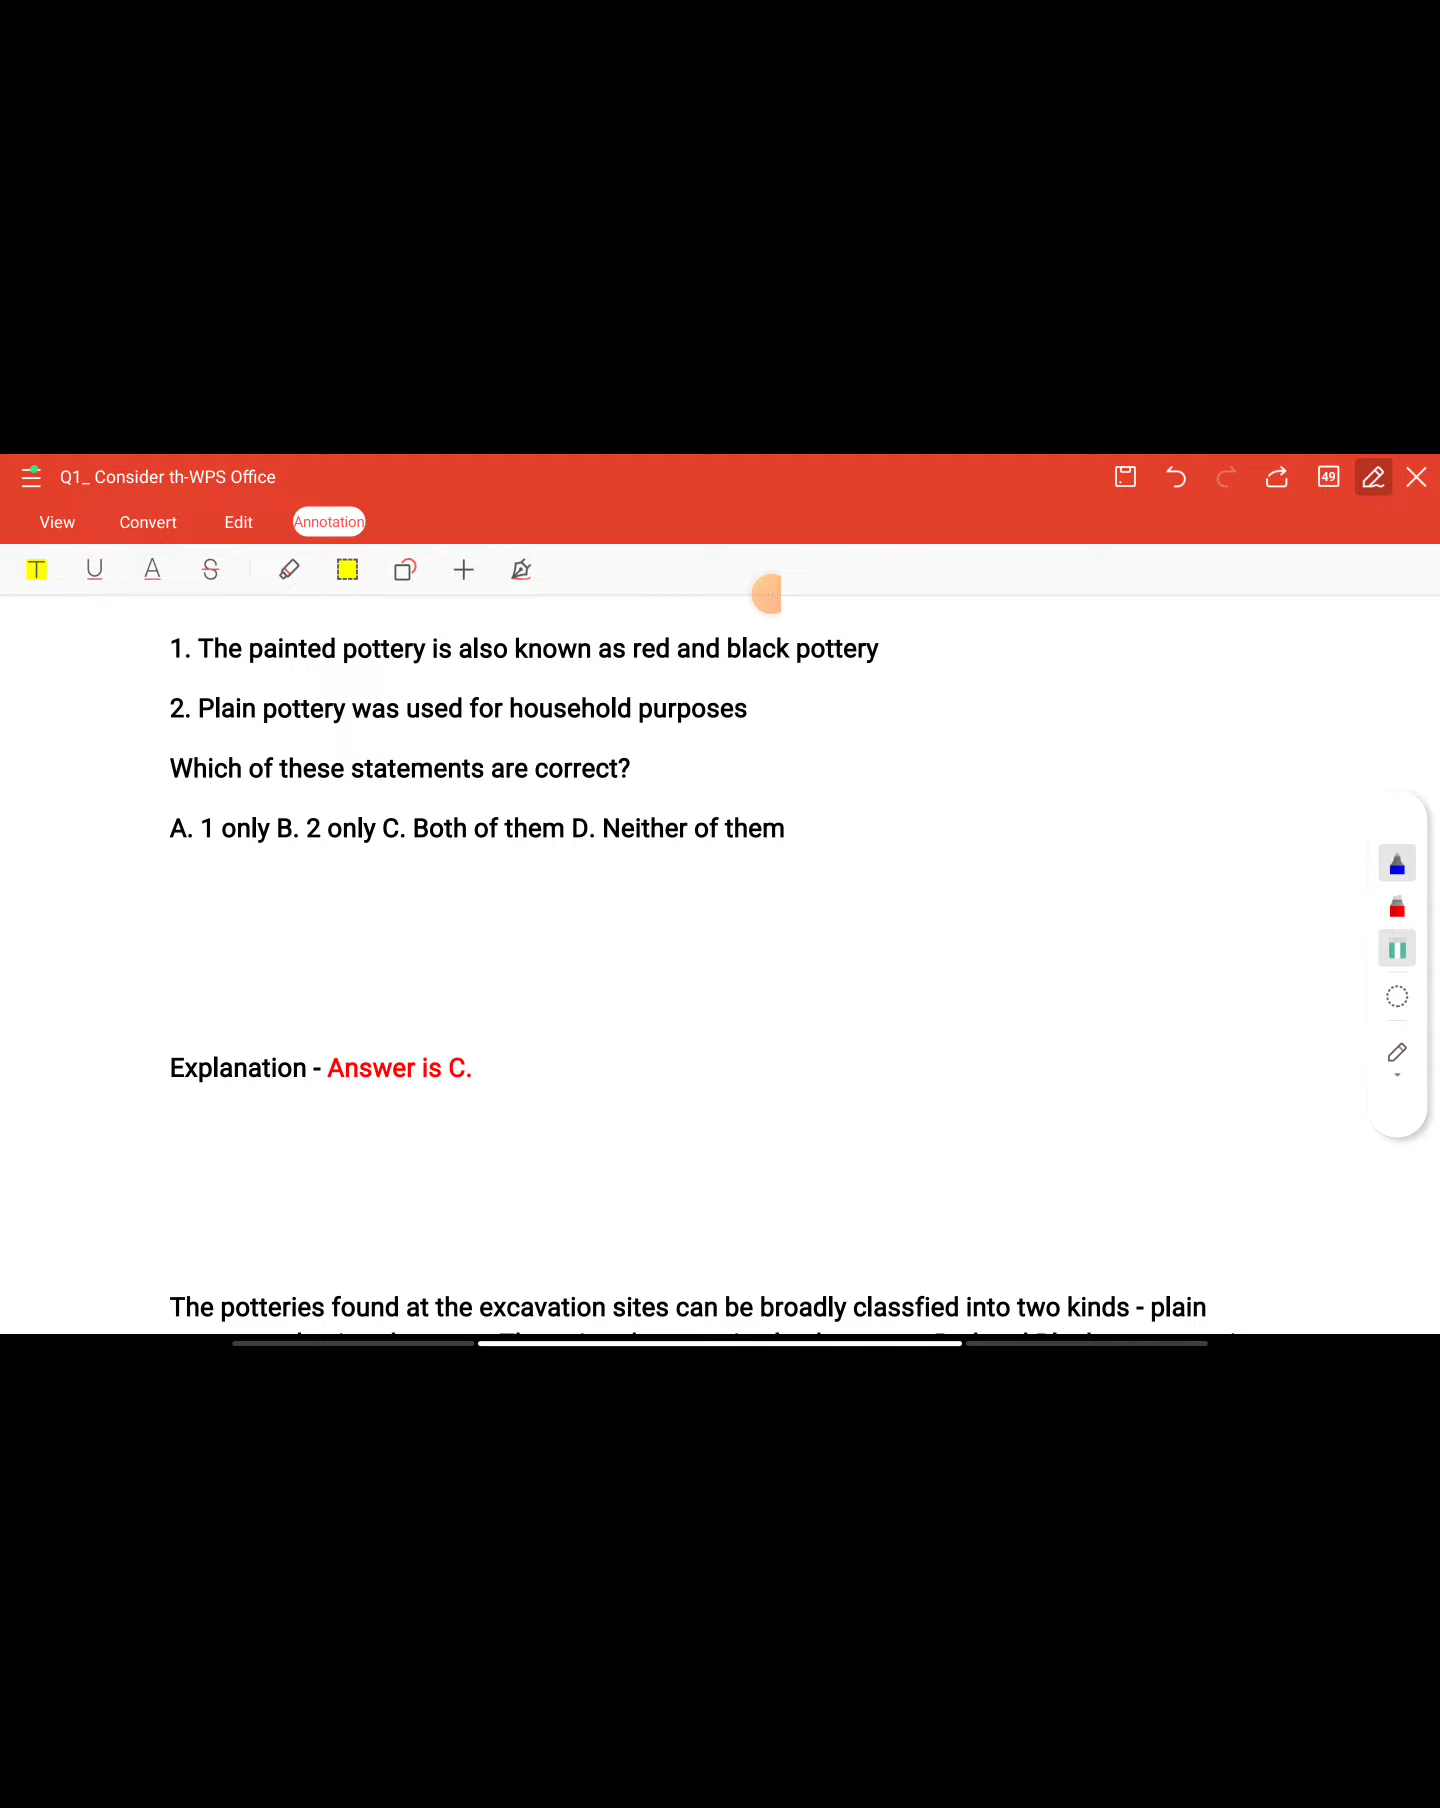 Q1_ Consider th-WPS Office
49
View Convert Edit Annotation
T U A S
1. The painted pottery is also known as red and black pottery
2. Plain pottery was used for household purposes
Which of these statements are correct?
A. 1 only B. 2 only C. Both of them D. Neither of them
Explanation - Answer is C.
The potteries found at the excavation sites can be broadly classfied into two kinds - plain